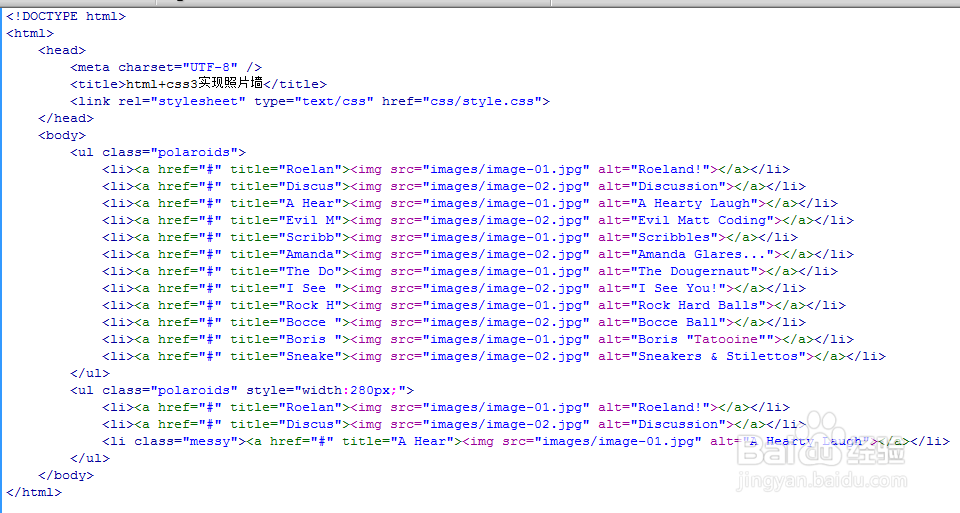 <!DOCTYPE html>
<html>
<head>
<meta charset="UTF-8" />
<title>html+css3实现照片墙</title>
<link rel="stylesheet" type="text/css" href="css/style.css">
</head>
<body>
<ul class="polaroids">
<li><a href="#" title="Roelan"><img src="images/image-01.jpg" alt="Roeland!"></a></li>
<li><a href="#" title="Discus"><img src="images/image-02.jpg" alt="Discussion"></a></li>
<li><a href="#" title="A Hear"><img src="images/image-01.jpg" alt="A Hearty Laugh"></a></li>
<li><a href="#" title="Evil M"><img src="images/image-02.jpg" alt="Evil Matt Coding"></a></li>
<li><a href="#" title="Scribb"><img src="images/image-01.jpg" alt="Scribbles"></a></li>
<li><a href="#" title="Amanda"><img src="images/image-02.jpg" alt="Amanda Glares..."></a></li>
<li><a href="#" title="The Do"><img src="images/image-01.jpg" alt="The Dougernaut"></a></li>
<li><a href="#" title="I See "><img src="images/image-02.jpg" alt="I See You!"></a></li>
<li><a href="#" title="Rock H"><img src="images/image-01.jpg" alt="Rock Hard Balls"></a></li>
<li><a href="#" title="Bocce "><img src="images/image-02.jpg" alt="Bocce Ball"></a></li>
<li><a href="#" title="Boris "><img src="images/image-01.jpg" alt="Boris "Tatooine""></a></li>
<li><a href="#" title="Sneake"><img src="images/image-02.jpg" alt="Sneakers & Stilettos"></a></li>
</ul>
<ul class="polaroids" style="width:280px;">
<li><a href="#" title="Roelan"><img src="images/image-01.jpg" alt="Roeland!"></a></li>
<li><a href="#" title="Discus"><img src="images/image-02.jpg" alt="Discussion"></a></li>
<li class="messy"><a href="#" title="A Hear"><img src="images/image-01.jpg" alt="A Hearty Laugh"></a></li>
</ul>
</body>
</html>
Baidu 经验
jingyan.baidu.com